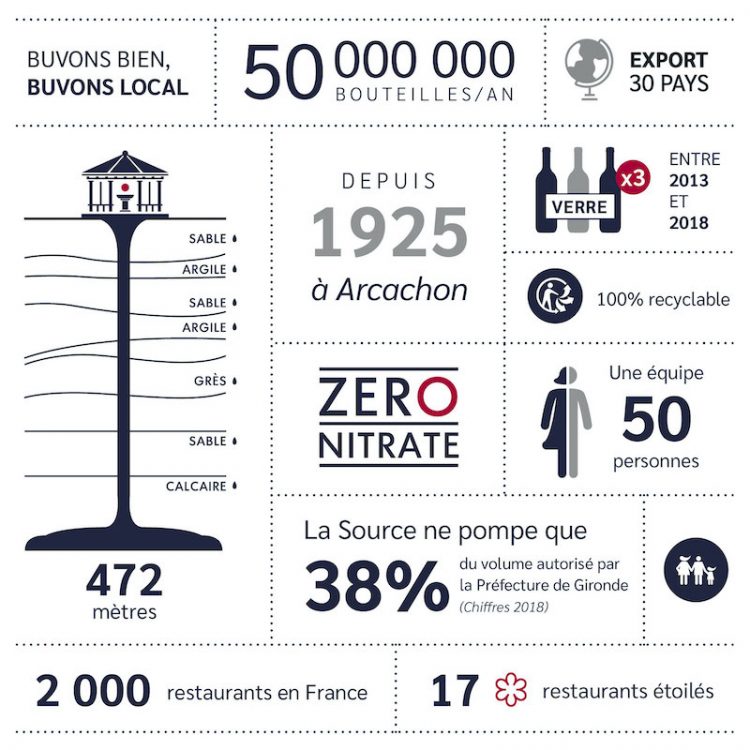 BUVONS BIEN,
BUVONS LOCAL
50 000 000
BOUTEILLES/AN
EXPORT
30 PAYS
SABLE
ARGILE
SABLE
ARGILE
GRÈS
SABLE
CALCAIRE
472
mètres
DEPUIS
1925
à Arcachon
VERRE
x3
ENTRE
2013
ET
2018
100% recyclable
ZERO
NITRATE
Une équipe
50
personnes
La Source ne pompe que
38%
du volume autorisé par
la Préfecture de Gironde
(Chiffres 2018)
2 000 restaurants en France
17 restaurants étoilés